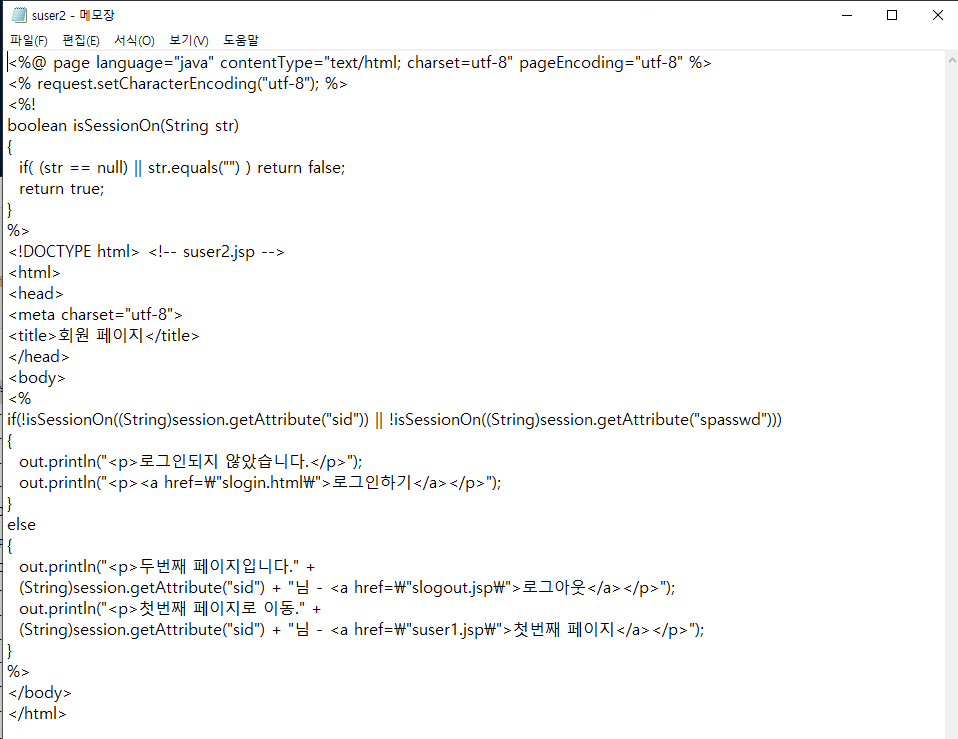 suser2 - 메모장
파일(F) 편집(E) 서식(O) 보기(V) 도움말
<%@ page language="java" contentType="text/html; charset=utf-8" pageEncoding="utf-8" %>
<% request.setCharacterEncoding("utf-8"); %>
<%!
boolean isSessionOn(String str)
{
  if( (str == null) || str.equals("") ) return false;
  return true;
}
%>
<!DOCTYPE html> <!-- suser2.jsp -->
<html>
<head>
<meta charset="utf-8">
<title>회원 페이지</title>
</head>
<body>
<%
if(!isSessionOn((String)session.getAttribute("sid")) || !isSessionOn((String)session.getAttribute("spasswd")))
{
  out.println("<p>로그인되지 않았습니다.</p>");
  out.println("<p><a href=₩"slogin.html₩">로그인하기</a></p>");
}
else
{
  out.println("<p>두번째 페이지입니다." +
  (String)session.getAttribute("sid") + "님 - <a href=₩"slogout.jsp₩">로그아웃</a></p>");
  out.println("<p>첫번째 페이지로 이동." +
  (String)session.getAttribute("sid") + "님 - <a href=₩"suser1.jsp₩">첫번째 페이지</a></p>");
}
%>
</body>
</html>